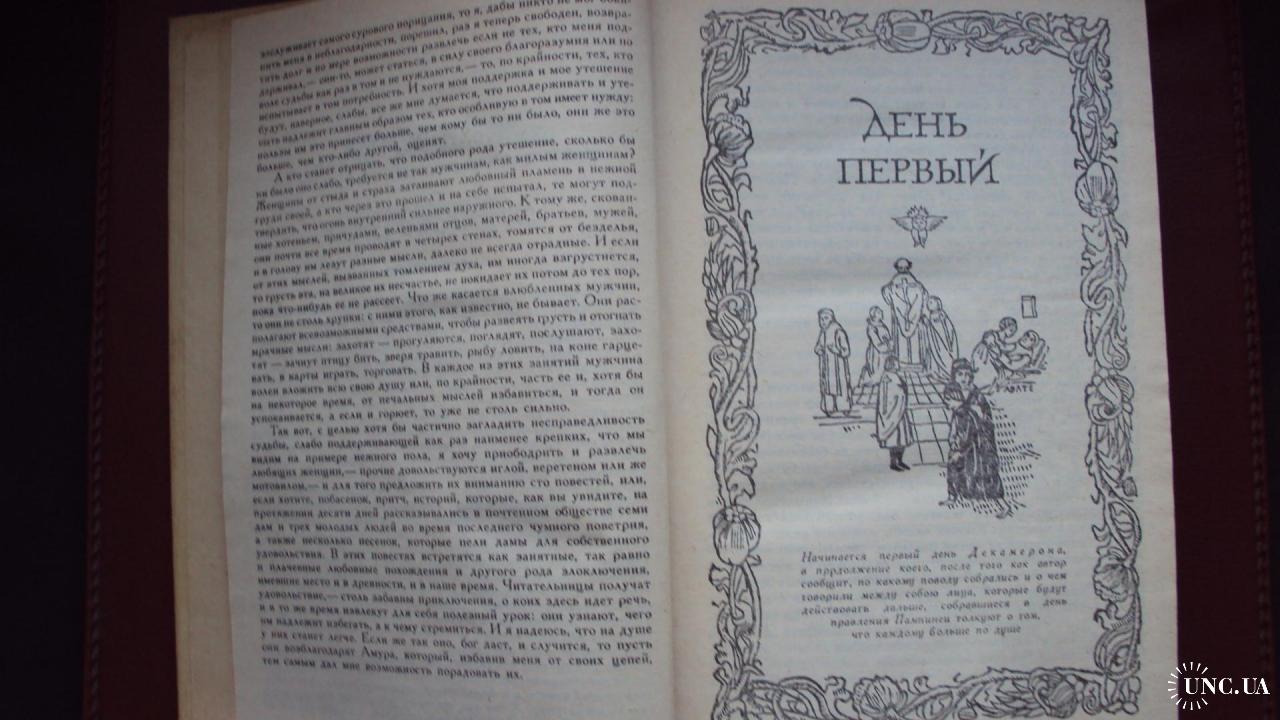 заслуживает самого сурового порицания, то я, дабы никто не мог обви-
нить меня в неблагодарности, порешил, раз я теперь свободен, возвра-
тить долг и по мере возможности развлечь если не тех, кто меня под-
держивал,— они-то, может статься, в силу своего благоразумия или по
воле судьбы как раз в том и не нуждаются,— то, по крайности, тех, кто
испытывает в том потребность. И хотя моя поддержка и мое утешение
будут, наверное, слабы, все же мне думается, что поддерживать и уте-
шать надлежит главным образом тех, кто особливую в том имеет нужду:
пользы им это принесет больше, чем кому бы то ни было, они же это
больше, чем кто-либо другой, оценят.
А кто станет отрицать, что подобного рода утешение, сколько бы
ни было оно слабо, требуется не так мужчинам, как милым женщинам?
Женщины от стыда и страха затаивают любовный пламень в нежной
груди своей, а кто через это прошел и на себе испытал, те могут под-
твердить, что огонь внутренний сильнее наружного. К тому же, скован-
ные хотеньем, причудами, веленьями отцов, матерей, братьев, мужей,
они почти все время проводят в четырех стенах, томятся от безделья,
и в голову им лезут разные мысли, далеко не всегда отрадные. И если
от этих мыслей, вызванных томлением духа, им иногда взгрустнется,
то грусть эта, на великое их несчастье, не покидает их потом до тех пор,
пока что-нибудь ее не рассеет. Что же касается влюбленных мужчин,
то они не столь хрупки: с ними этого, как известно, не бывает. Они рас-
полагают всевозможными средствами, чтобы развеять грусть и отогнать
мрачные мысли: захотят — прогуляются, поглядят, послушают, захо-
тят — зачнут птицу бить, зверя травить, рыбу ловить, на коне гарце-
вать, в карты играть, торговать. В каждое из этих занятий мужчина
волен вложить всю свою душу или, по крайности, часть ее и, хотя бы
на некоторое время, от печальных мыслей избавиться, и тогда он
успокаивается, а если и горюет, то уже не столь сильно.
Так вот, с целью хотя бы частично загладить несправедливость
судьбы, слабо поддерживающей как раз наименее крепких, что мы
видим на примере нежного пола, я хочу приободрить и развлечь
любящих женщин,— прочие довольствуются иглой, веретеном или же
мотовилом,— и для того предложить их вниманию сто повестей, или,
если хотите, побасенок, притч, историй, которые, как вы увидите, на
протяжении десяти дней рассказывались в почтенном обществе семи
дам и трех молодых людей во время последнего чумного поветрия,
а также несколько песенок, которые пели дамы для собственного
удовольствия. В этих повестях встретятся как занятные, так равно
и плачевные любовные похождения и другого рода злоключения,
имевшие место и в древности, и в наше время. Читательницы получат
удовольствие,— столь забавны приключения, о коих здесь идет речь,
и в то же время извлекут для себя полезный урок: они узнают, чего
им надлежит избегать, а к чему стремиться. И я надеюсь, что на душе
у них станет легче. Если же так оно, бог даст, и случится, то пусть
они возблагодарят Амура, который, избавив меня от своих цепей,
тем самым дал мне возможность порадовать их.
ДЕНЬ
ПЕРВЫЙ
Начинается первый день Декамерона,
в прдолжение коего, после того как автор
сообщит, по какому поводу собрались и о чем
говорили между собою лица, которые будут
действовать дальше, собравшиеся в день
правления Пампинеи толкуют о том,
что каждому больше по душе
UNC.UA